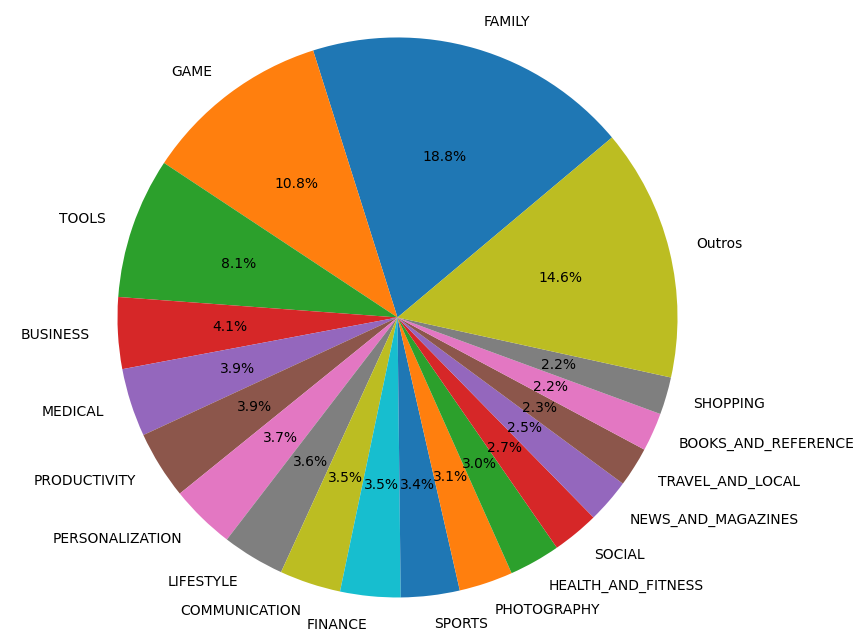 FAMILY
18.8%
GAME
10.8%
TOOLS
8.1%
BUSINESS
4.1%
MEDICAL
3.9%
PRODUCTIVITY
3.9%
PERSONALIZATION
3.7%
LIFESTYLE
3.6%
COMMUNICATION
3.5%
FINANCE
3.5%
SPORTS
3.4%
PHOTOGRAPHY
3.1%
HEALTH_AND_FITNESS
3.0%
SOCIAL
2.7%
NEWS_AND_MAGAZINES
2.5%
TRAVEL_AND_LOCAL
2.3%
BOOKS_AND_REFERENCE
2.2%
SHOPPING
2.2%
Outros
14.6%